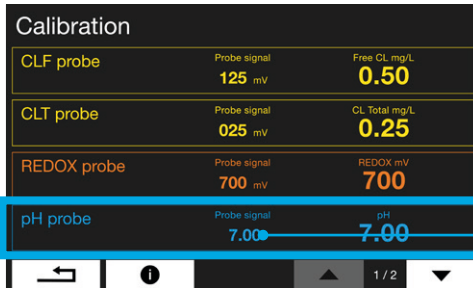 Calibration
CLF probe Probe signal Free CL mg/L
125 mV 0.50
CLT probe Probe signal CL Total mg/L
025 mV 0.25
REDOX probe Probe signal REDOX mV
700 mV 700
pH probe Probe signal pH
7.00 7.00
i 1/2